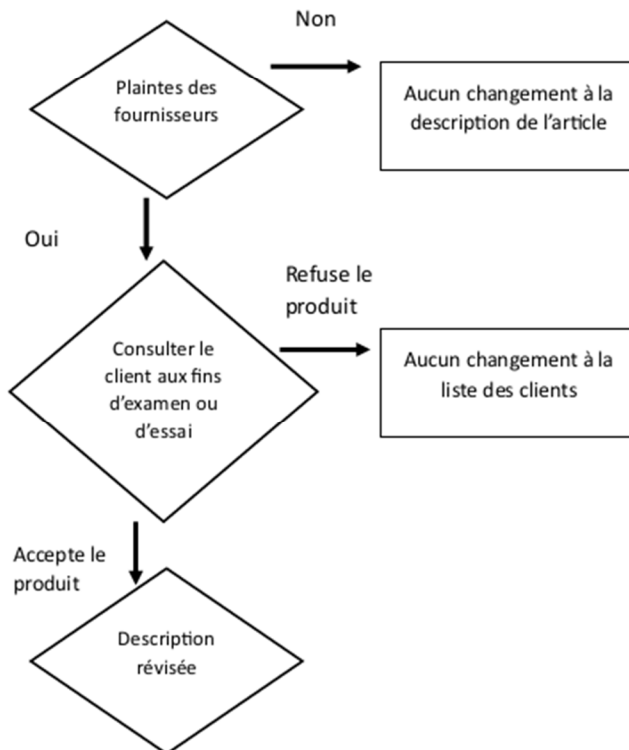 Non
Plaintes des
fournisseurs
Aucun changement à la
description de l'article
Oui
Refuse le
produit
Consulter le
client aux fins
d'examen ou
d'essai
Aucun changement à la
liste des clients
Accepte le
produit
Description
révisée